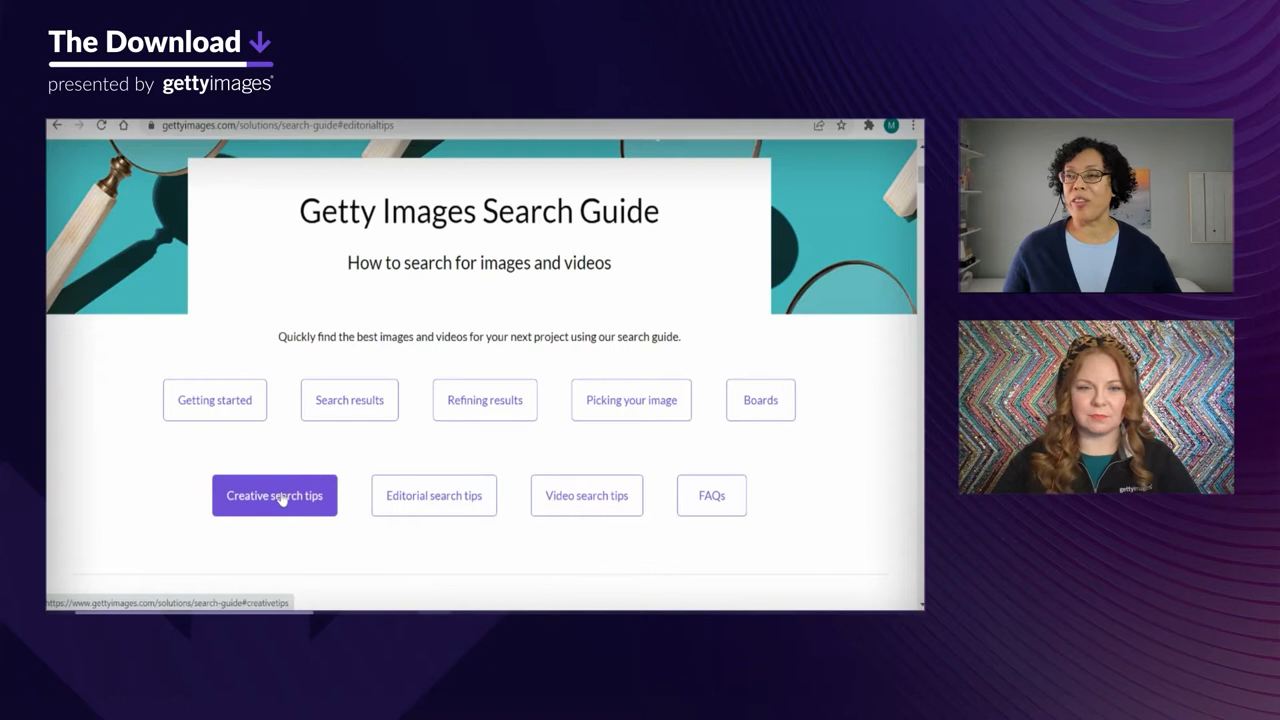 The Download
presented by gettyimages®
gettyimages.com/solutions/search-guide#editorialtips
M
Getty Images Search Guide
How to search for images and videos
Quickly find the best images and videos for your next project using our search guide.
Getting started
Search results
Refining results
Picking your image
Boards
Creative search tips
Editorial search tips
Video search tips
FAQs
https://www.gettyimages.com/solutions/search-guide#creativetips
gettyimages